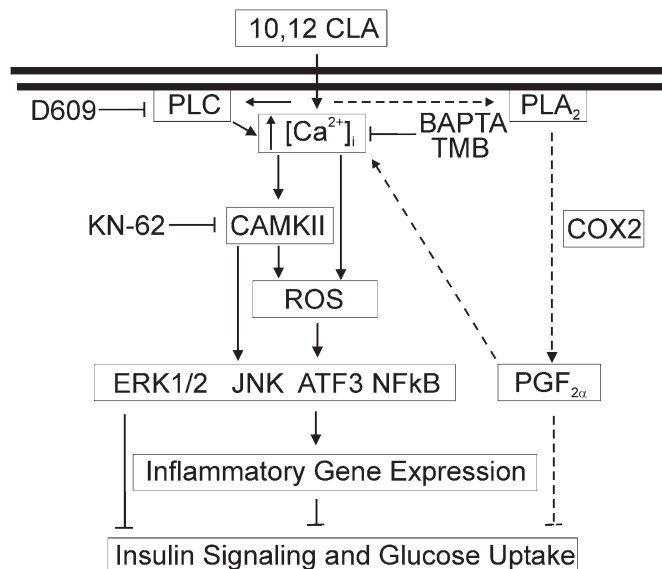 10,12 CLA
D609
PLC
PLA2
[Ca2+]i
BAPTA
TMB
KN-62
CAMKII
COX2
ROS
ERK1/2 JNK ATF3 NFkB
PGF2α
Inflammatory Gene Expression
Insulin Signaling and Glucose Uptake